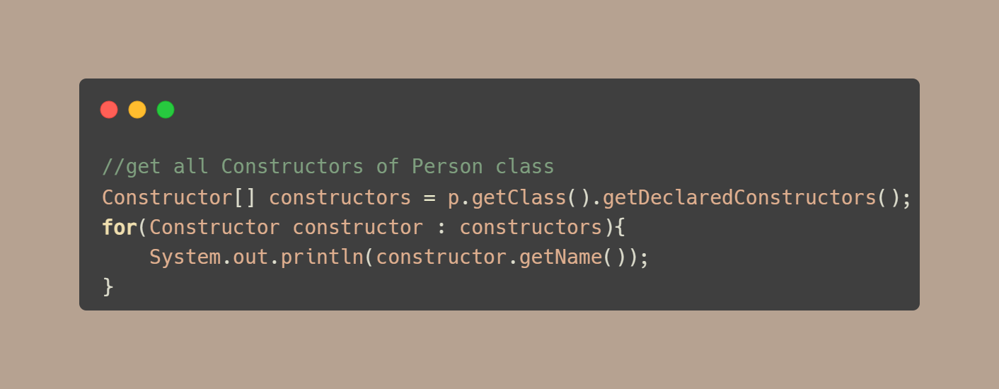 //get all Constructors of Person class
Constructor[] constructors = p.getClass().getDeclaredConstructors();
for(Constructor constructor : constructors){
    System.out.println(constructor.getName());
}